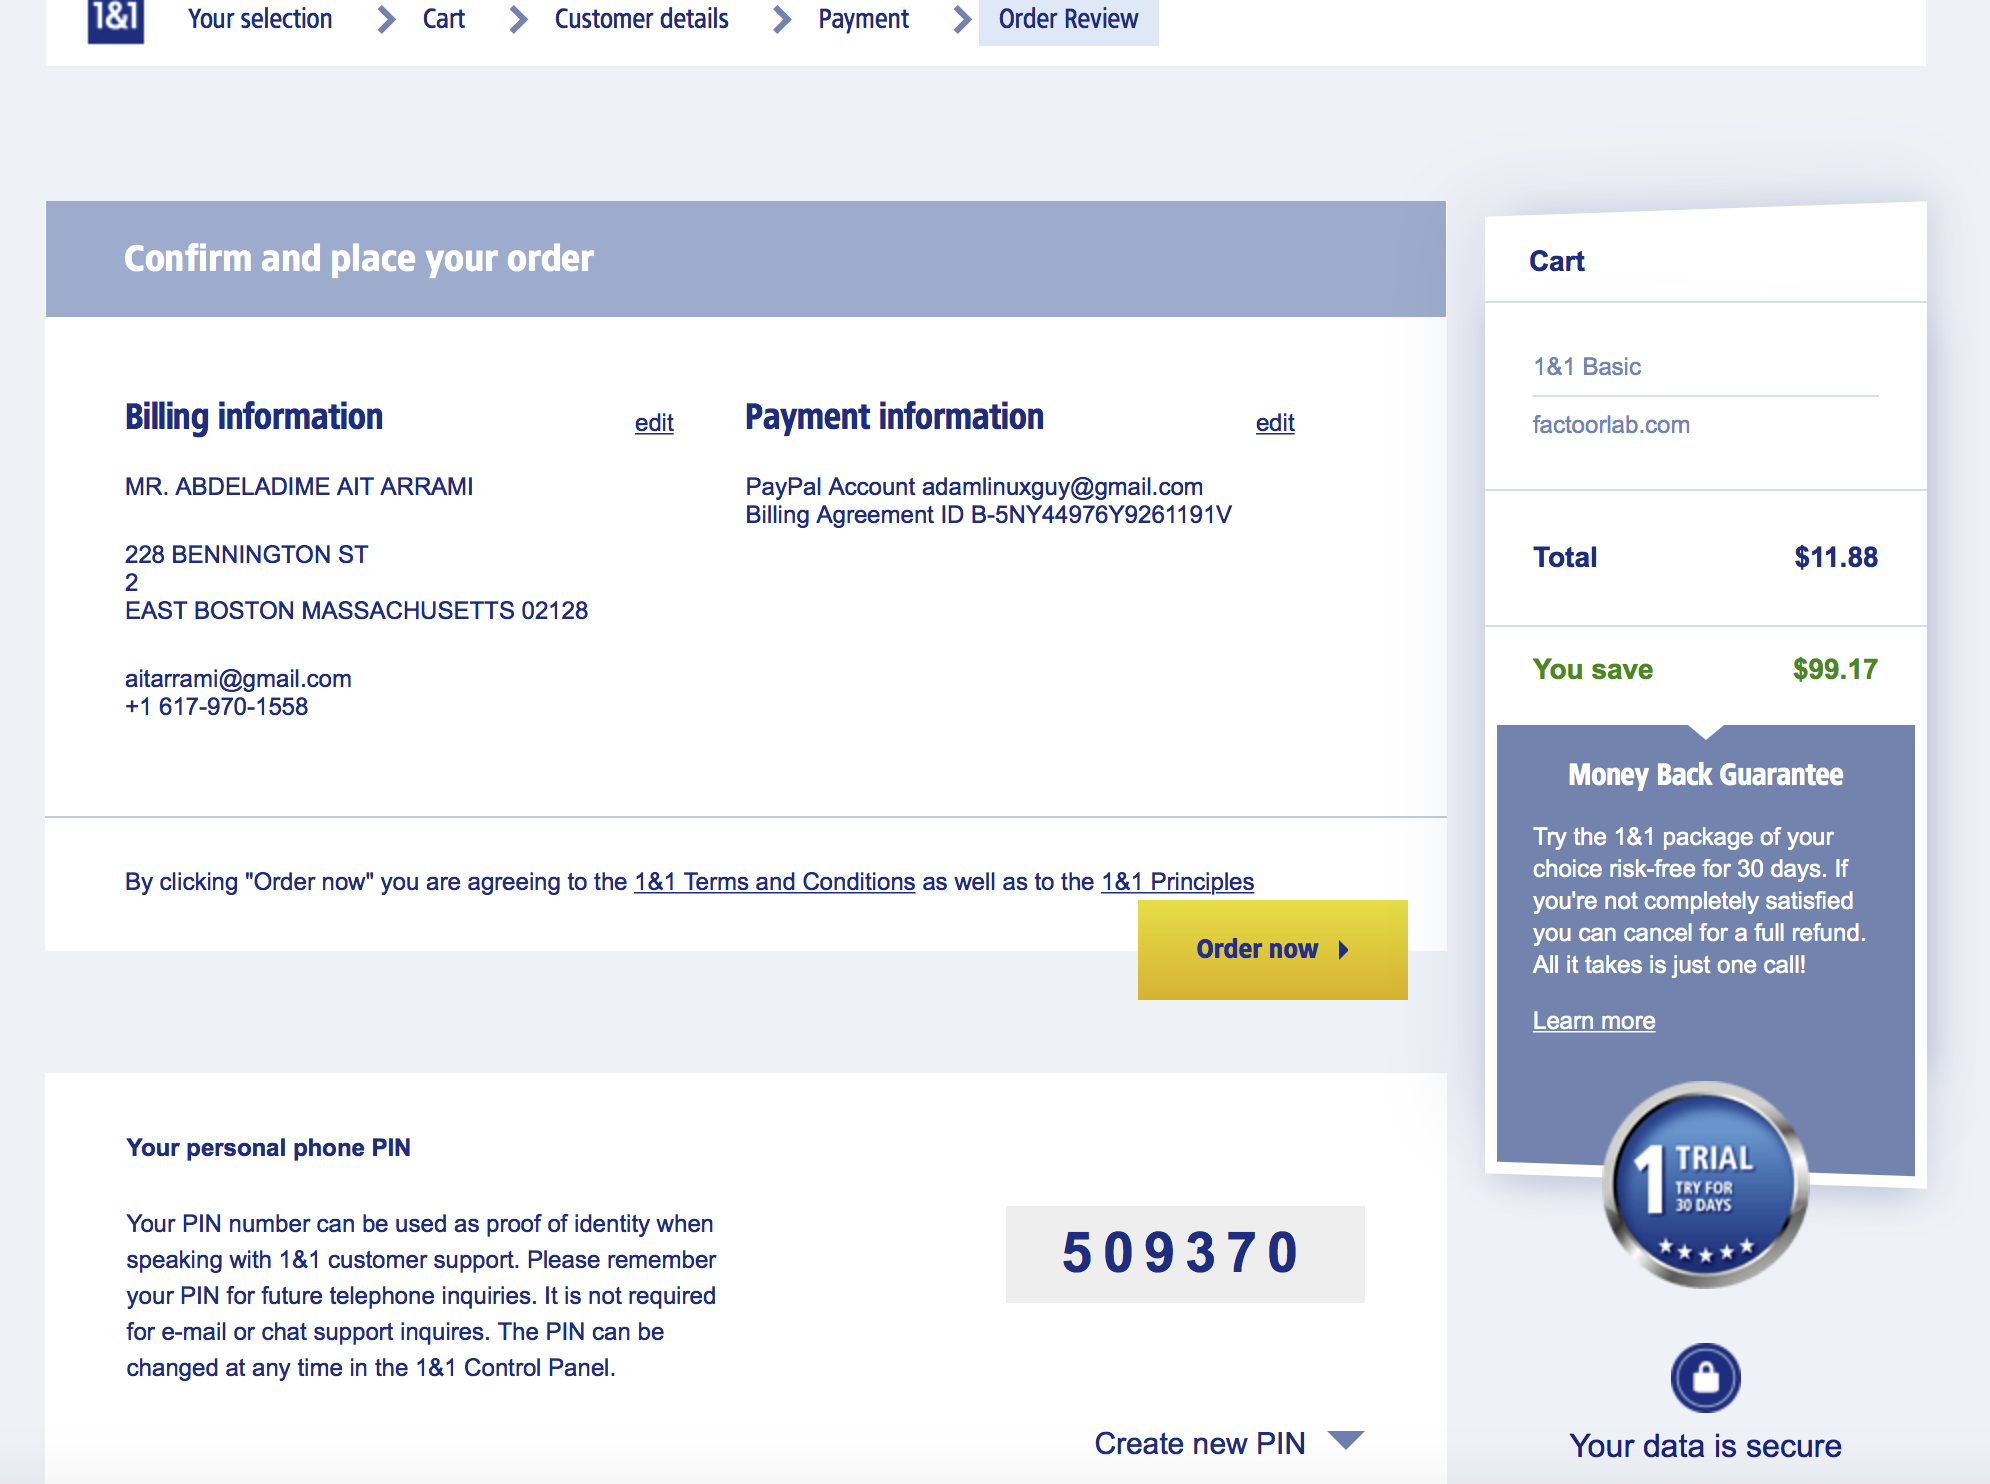 1&1 Your selection Cart Customer details Payment Order Review
Confirm and place your order
Billing information edit
MR. ABDELADIME AIT ARRAMI
228 BENNINGTON ST
2
EAST BOSTON MASSACHUSETTS 02128
aitarrami@gmail.com
+1 617-970-1558
Payment information edit
PayPal Account adamlinuxguy@gmail.com
Billing Agreement ID B-5NY44976Y9261191V
By clicking "Order now" you are agreeing to the 1&1 Terms and Conditions as well as to the 1&1 Principles
Order now
Your personal phone PIN
Your PIN number can be used as proof of identity when
speaking with 1&1 customer support. Please remember
your PIN for future telephone inquiries. It is not required
for e-mail or chat support inquires. The PIN can be
changed at any time in the 1&1 Control Panel.
509370
Create new PIN
Cart
1&1 Basic
factoorlab.com
Total $11.88
You save $99.17
Money Back Guarantee
Try the 1&1 package of your
choice risk-free for 30 days. If
you're not completely satisfied
you can cancel for a full refund.
All it takes is just one call!
Learn more
1 TRIAL
TRY FOR
30 DAYS
Your data is secure